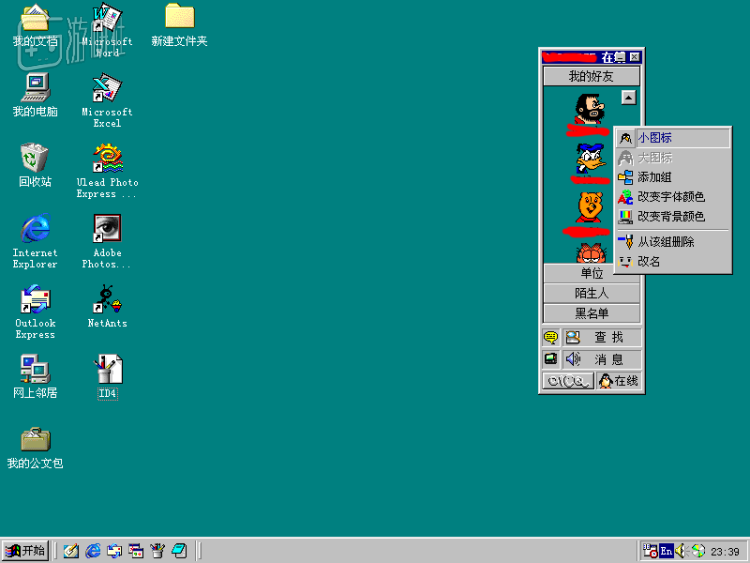 我的文档
Microsoft
Word
新建文件夹
我的电脑
Microsoft
Excel
回收站
Ulead Photo
Express ...
Internet
Explorer
Adobe
Photos...
Outlook
Express
NetAnts
网上邻居
ID4
我的公文包
在线
我的好友
小图标
大图标
添加组
改变字体颜色
改变背景颜色
从该组删除
改名
单位
陌生人
黑名单
查 找
消 息
在线
开始
En
23:39